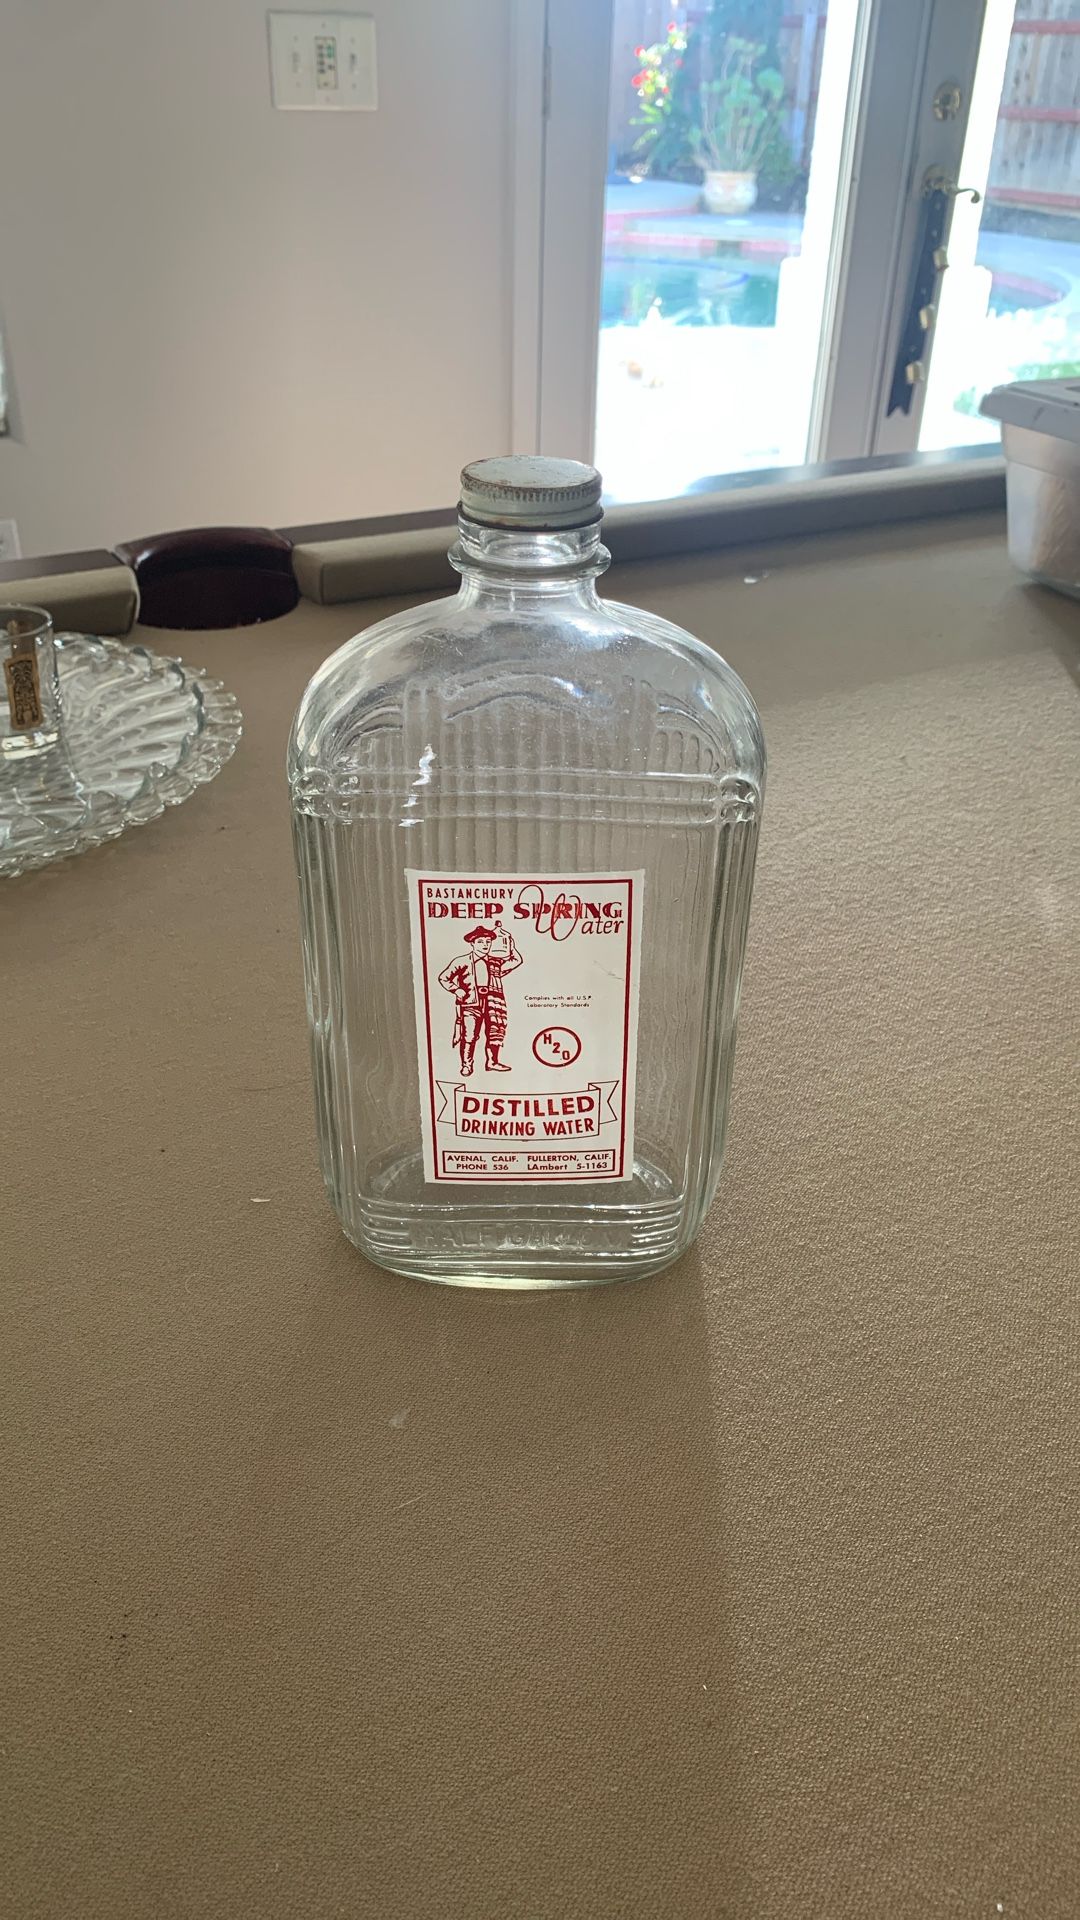 BASTANCHURY
DEEP SPRING
Water
Complies with all U.S.P.
Laboratory Standards
H2O
DISTILLED
DRINKING WATER
AVENAL, CALIF. FULLERTON, CALIF.
PHONE 536 LAmbert 5-1163
HALF GALLON